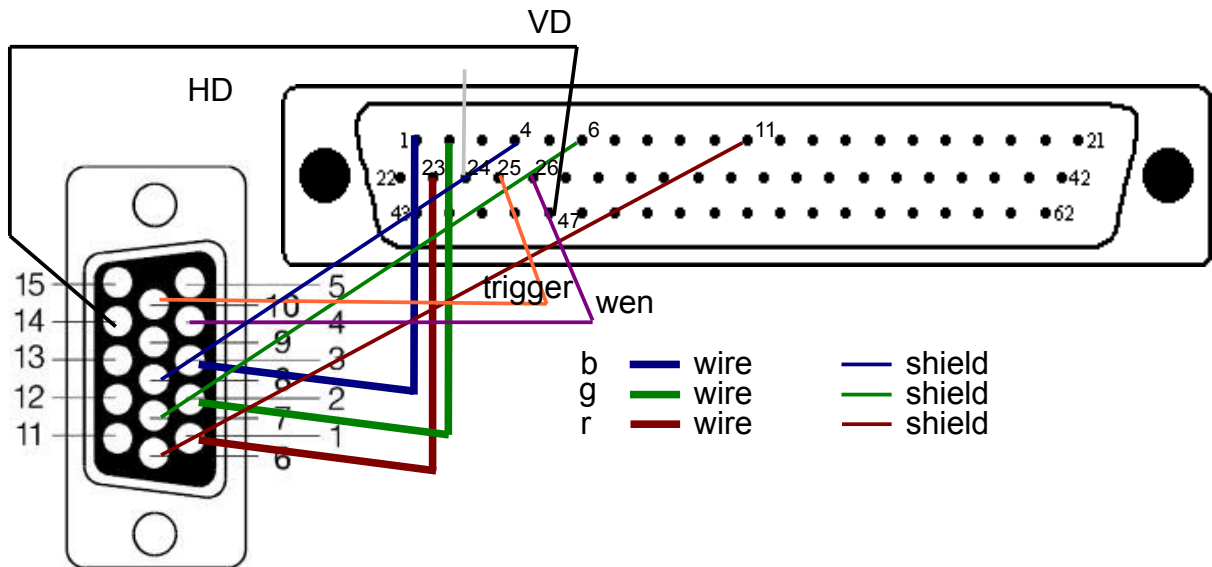 VD
HD
1 4 6 11 21
22 23 24 25 26 42
43 47 62
15 5
10
trigger
wen
14 4
9
13 3
8
12 2
7
11 1
6
b wire shield
g wire shield
r wire shield